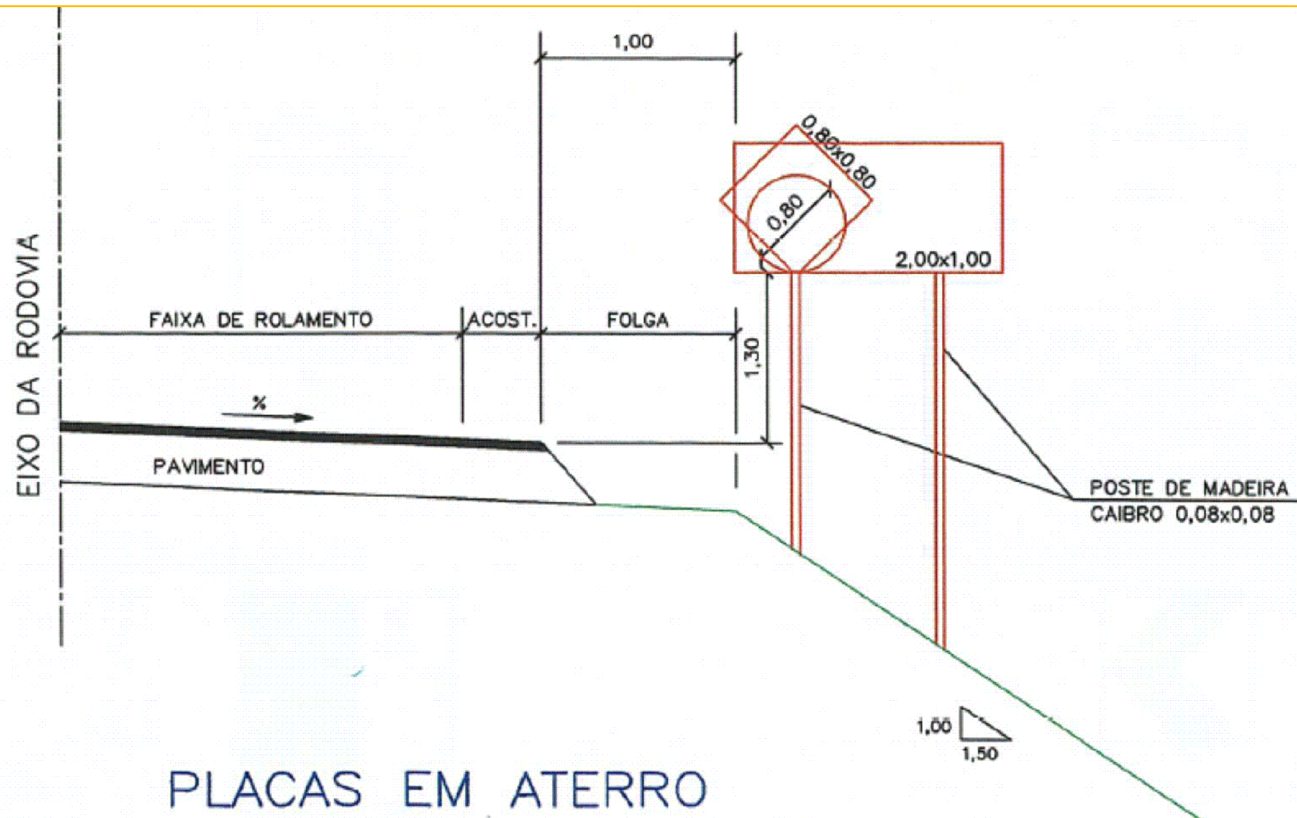 1,00
0,80x0,80
0,80
2,00x1,00
EIXO DA RODOVIA
FAIXA DE ROLAMENTO
ACOST.
FOLGA
1,30
%
PAVIMENTO
POSTE DE MADEIRA
CAIBRO 0,08x0,08
1,00
1,50
PLACAS EM ATERRO